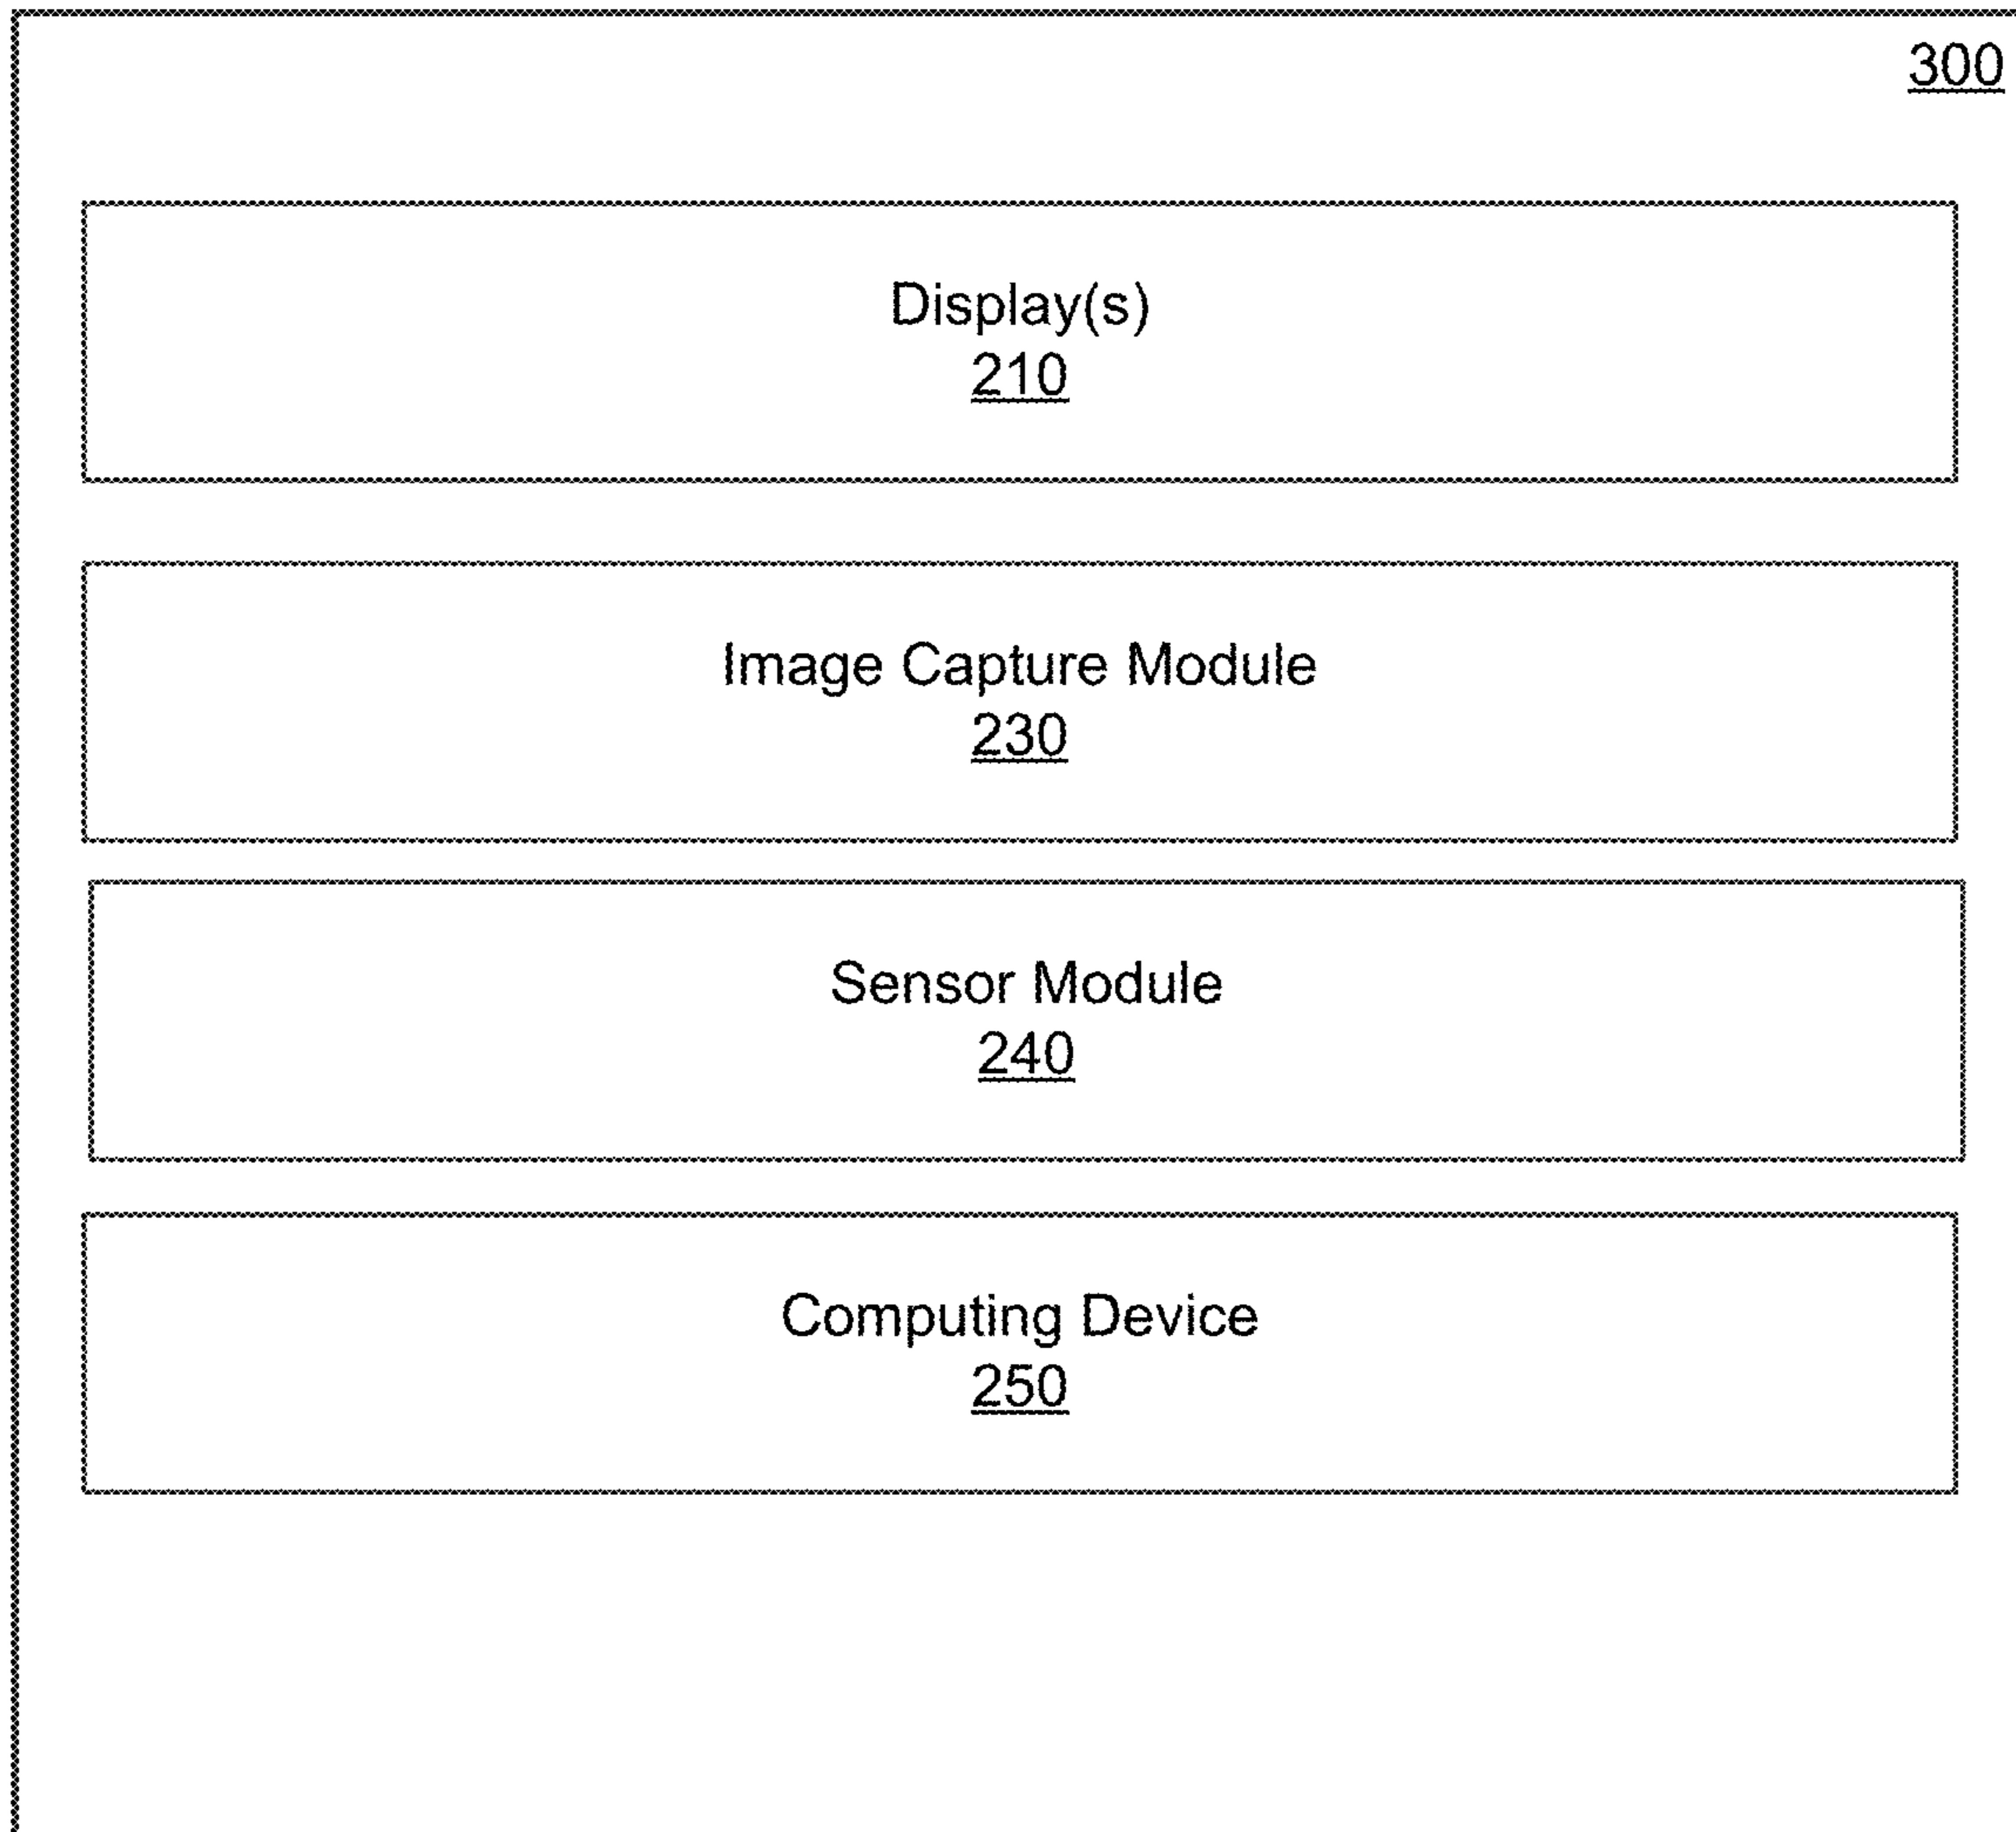 300
Display(s)
210
Image Capture Module
230
Sensor Module
240
Computing Device
250